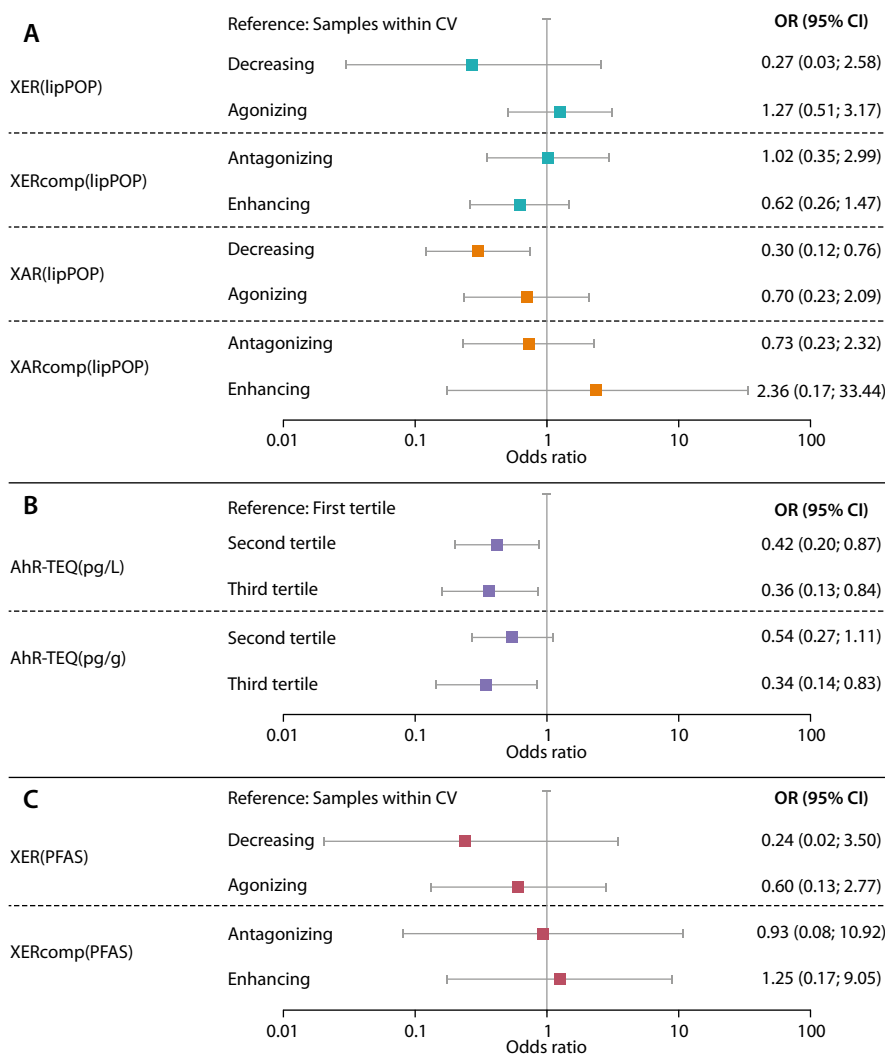 A
Reference: Samples within CV
OR (95% CI)
XER(lipPOP)
Decreasing
0.27 (0.03; 2.58)
Agonizing
1.27 (0.51; 3.17)
XERcomp(lipPOP)
Antagonizing
1.02 (0.35; 2.99)
Enhancing
0.62 (0.26; 1.47)
XAR(lipPOP)
Decreasing
0.30 (0.12; 0.76)
Agonizing
0.70 (0.23; 2.09)
XARcomp(lipPOP)
Antagonizing
0.73 (0.23; 2.32)
Enhancing
2.36 (0.17; 33.44)
0.01 0.1 1 10 100
Odds ratio
B
Reference: First tertile
OR (95% CI)
AhR-TEQ(pg/L)
Second tertile
0.42 (0.20; 0.87)
Third tertile
0.36 (0.13; 0.84)
AhR-TEQ(pg/g)
Second tertile
0.54 (0.27; 1.11)
Third tertile
0.34 (0.14; 0.83)
0.01 0.1 1 10 100
Odds ratio
C
Reference: Samples within CV
OR (95% CI)
XER(PFAS)
Decreasing
0.24 (0.02; 3.50)
Agonizing
0.60 (0.13; 2.77)
XERcomp(PFAS)
Antagonizing
0.93 (0.08; 10.92)
Enhancing
1.25 (0.17; 9.05)
0.01 0.1 1 10 100
Odds ratio